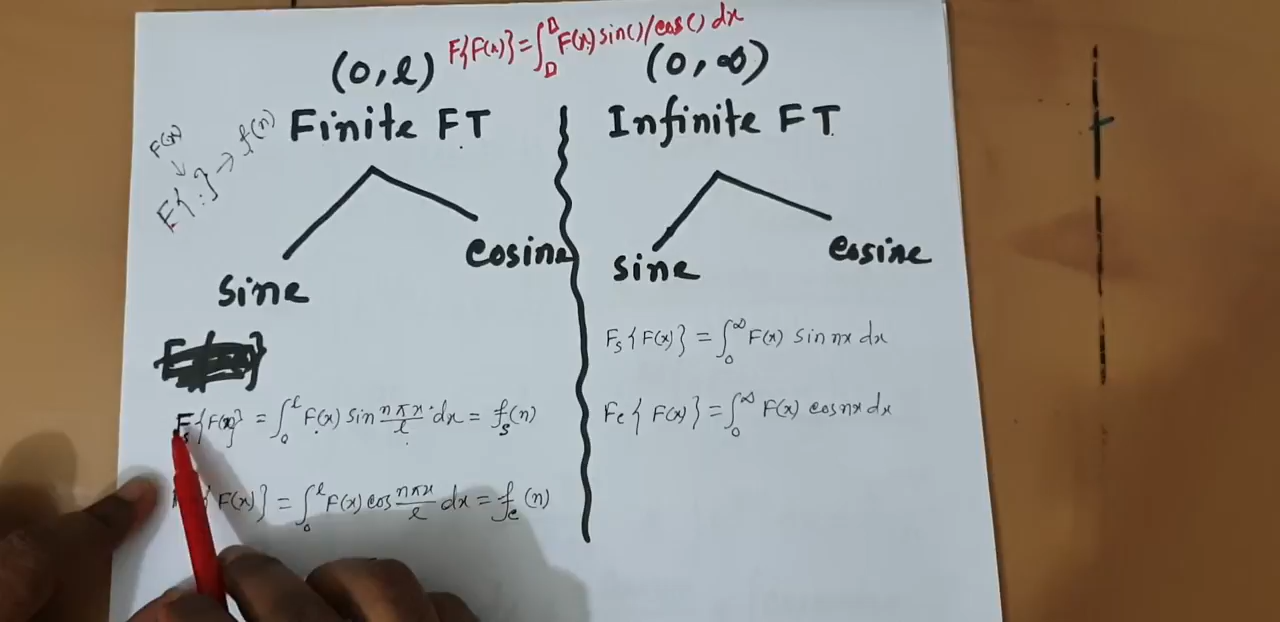 F{F(x)} = ∫_D^D F(x) sin()/cos() dx
(0, l)
Finite FT
F(x)
↓
F{.} → f(n)
sine
cosine
F_s{F(x)} = ∫_0^l F(x) sin nπx/l dx = f_s(n)
{F(x)} = ∫_0^l F(x) cos nπx/l dx = f_c(n)
(0, ∞)
Infinite FT
sine
cosine
F_s{F(x)} = ∫_0^∞ F(x) sin nx dx
F_c{F(x)} = ∫_0^∞ F(x) cos nx dx